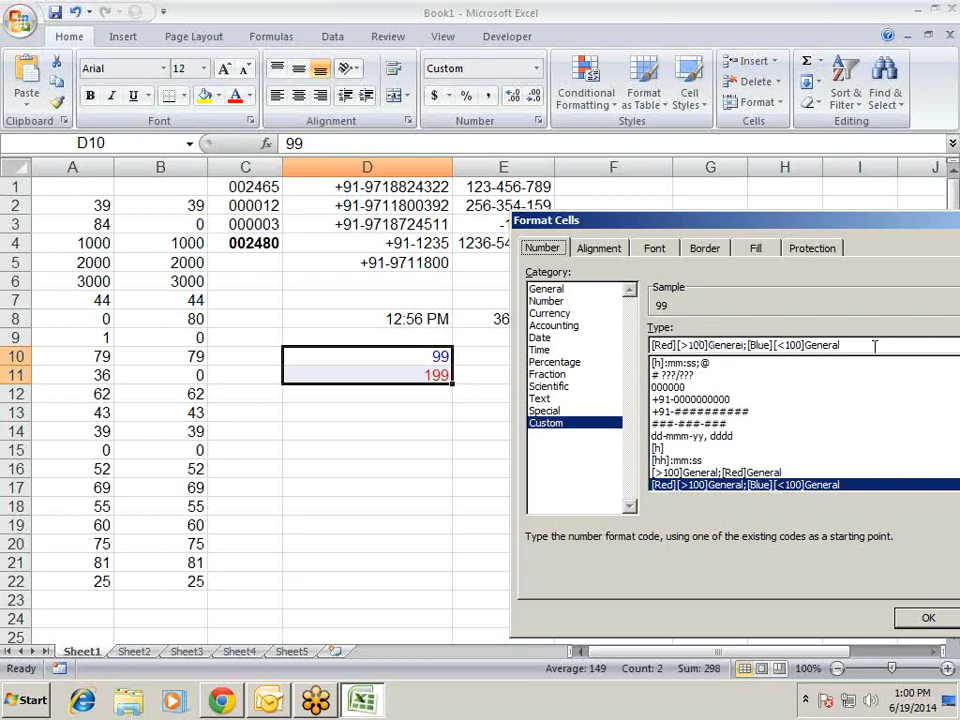 Book1 - Microsoft Excel
Home Insert Page Layout Formulas Data Review View Developer
Arial 12 Custom Insert
Paste B I U $ % , Conditional Formatting Format as Table Cell Styles Delete Format Sort & Filter Find & Select
Clipboard Font Alignment Number Styles Cells Editing
D10 fx 99
A B C D E F G H I J
1 002465 +91-9718824322 123-456-789
2 39 39 000012 +91-9711800392 256-354-159
3 84 0 000003 +91-9718724511 -1
4 1000 1000 002480 +91-1235 1236-54
5 2000 2000 +91-9711800
6 3000 3000
7 44 44
8 0 80 12:56 PM 36
9 1 0
10 79 79 99
11 36 0 199
12 62 62
13 43 43
14 39 39
15 0 0
16 52 52
17 69 69
18 55 55
19 60 60
20 75 75
21 81 81
22 25 25
23
24
25
Format Cells
Number Alignment Font Border Fill Protection
Category:
General
Number
Currency
Accounting
Date
Time
Percentage
Fraction
Scientific
Text
Special
Custom
Sample
99
Type:
[Red][>100]General;[Blue][<100]General
[h]:mm:ss;@
# ???/???
000000
+91-0000000000
+91-##########
###-###-###
dd-mmm-yy, dddd
[h]
[hh]:mm:ss
[>100]General;[Red]General
[Red][>100]General;[Blue][<100]General
Type the number format code, using one of the existing codes as a starting point.
OK
Sheet1 Sheet2 Sheet3 Sheet4 Sheet5
Ready Average: 149 Count: 2 Sum: 298 100%
Start 1:00 PM
6/19/2014